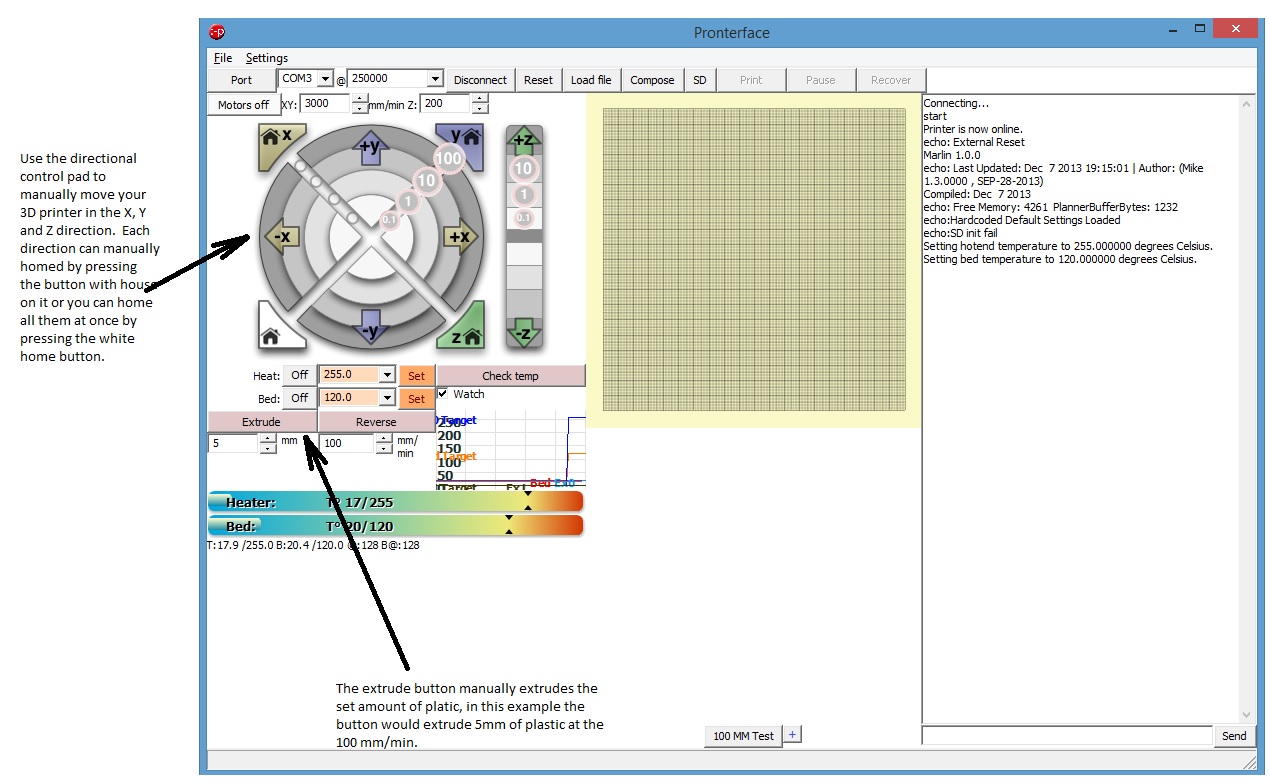 Pronterface
File Settings
Port COM3 @ 250000 Disconnect Reset Load file Compose SD Print Pause Recover
Motors off XY: 3000 mm/min Z: 200
x y +y +z
100
10 10
1 1
0.1 0.1
-x +x
-y -z
z
Heat: Off 255.0 Set Check temp
Bed: Off 120.0 Set Watch
Extrude Reverse
5 mm 100 mm/
min
Target
250
200
150
Target
100
50
Bed Ex0
Target Ex1
Heater: T° 17/255
Bed: T° 20/120
T:17.9 /255.0 B:20.4 /120.0 @:128 B@:128
Connecting...
start
Printer is now online.
echo: External Reset
Marlin 1.0.0
echo: Last Updated: Dec 7 2013 19:15:01 | Author: (Mike
1.3.0000 , SEP-28-2013)
Compiled: Dec 7 2013
echo: Free Memory: 4261 PlannerBufferBytes: 1232
echo:Hardcoded Default Settings Loaded
echo:SD init fail
Setting hotend temperature to 255.000000 degrees Celsius.
Setting bed temperature to 120.000000 degrees Celsius.
100 MM Test +
Send
Use the directional
control pad to
manually move your
3D printer in the X, Y
and Z direction. Each
direction can manually
homed by pressing
the button with house
on it or you can home
all them at once by
pressing the white
home button.
The extrude button manually extrudes the
set amount of platic, in this example the
button would extrude 5mm of plastic at the
100 mm/min.